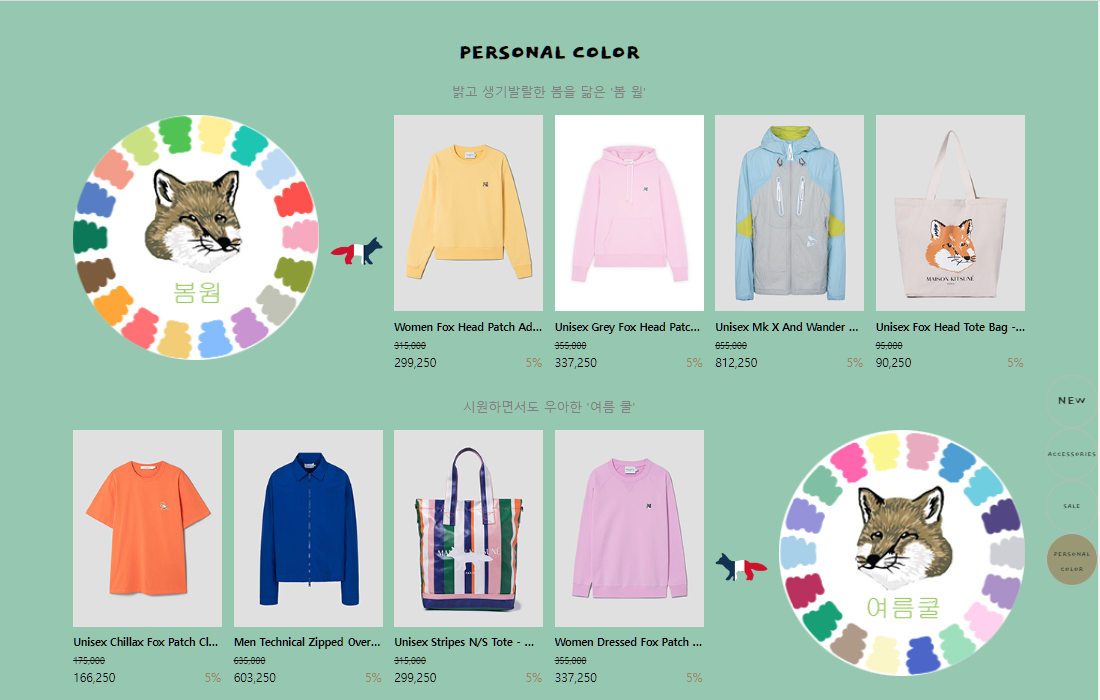 PERSONAL COLOR
밝고 생기발랄한 봄을 닮은 '봄 웜'
봄웜
MAISON KITSUNÉ
Women Fox Head Patch Ad...
315,000
299,250 5%
Unisex Grey Fox Head Patc...
355,000
337,250 5%
Unisex Mk X And Wander ...
855,000
812,250 5%
Unisex Fox Head Tote Bag -...
95,000
90,250 5%
시원하면서도 우아한 '여름 쿨'
NEW
ACCESSORIES
SALE
PERSONAL
COLOR
MAISON KITSUNÉ
여름쿨
Unisex Chillax Fox Patch Cl...
175,000
166,250 5%
Men Technical Zipped Over...
635,000
603,250 5%
Unisex Stripes N/S Tote - ...
315,000
299,250 5%
Women Dressed Fox Patch ...
355,000
337,250 5%